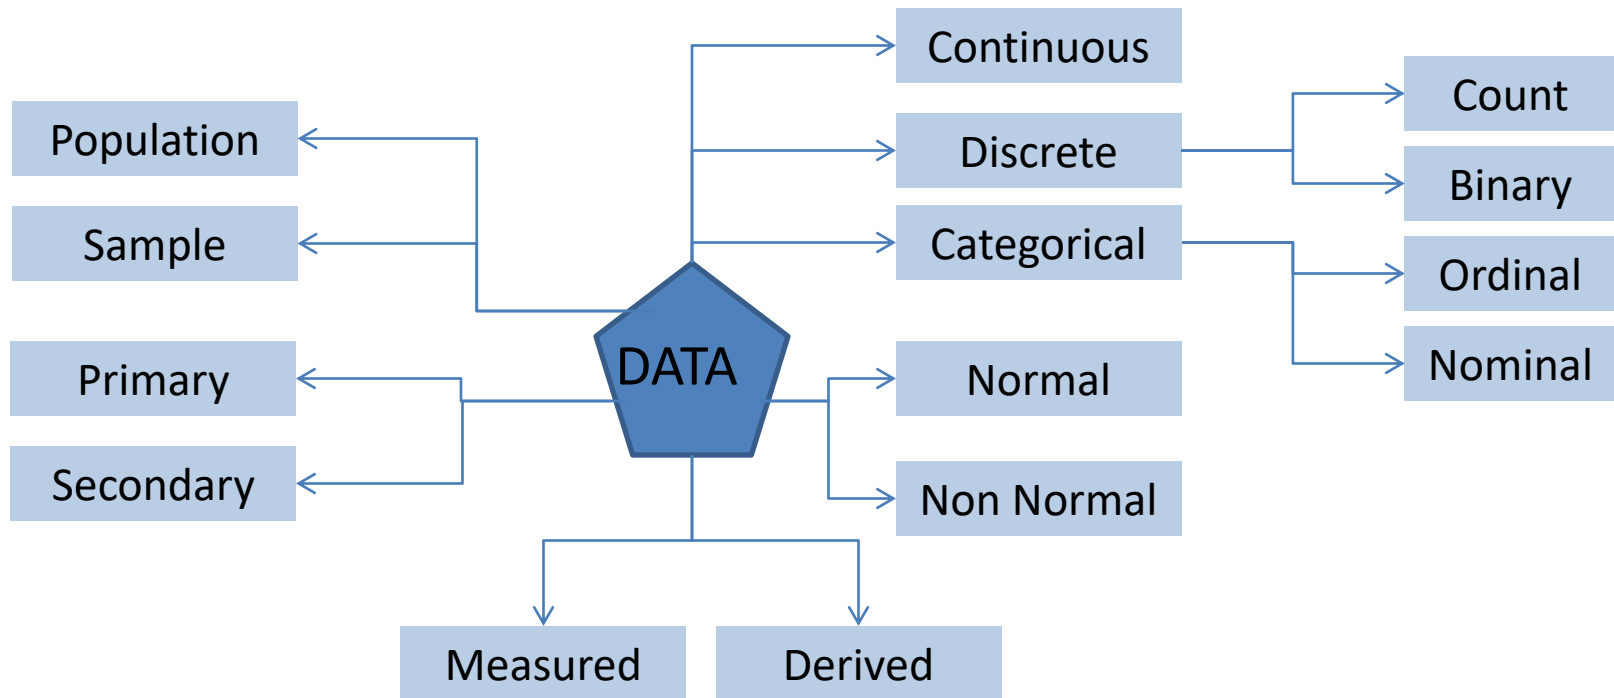 Continuous
Count
Population
Discrete
Binary
Sample
Categorical
Ordinal
Primary
DATA
Normal
Nominal
Secondary
Non Normal
Measured
Derived